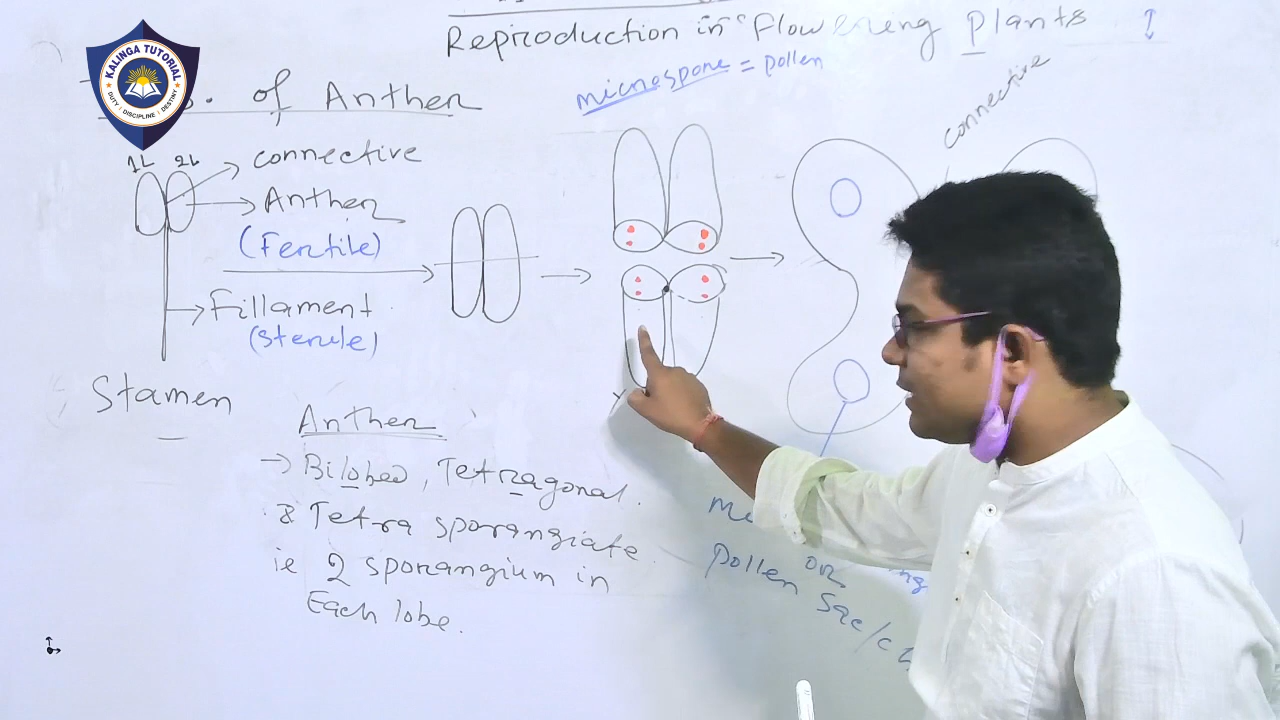 Reproduction in Flowering Plants
microspore = pollen
KALINGA TUTORIAL
DUTY | DISCIPLINE | DESTINY
of Anther
connective
1L 2L
connective
Anther
(Fertile)
Fillament
(Sterile)
Stamen
Anther
→ Bilobed, Tetragonal.
& Tetra sporangiate
ie 2 sporangium in
Each lobe.
OR
Pollen Sac/c